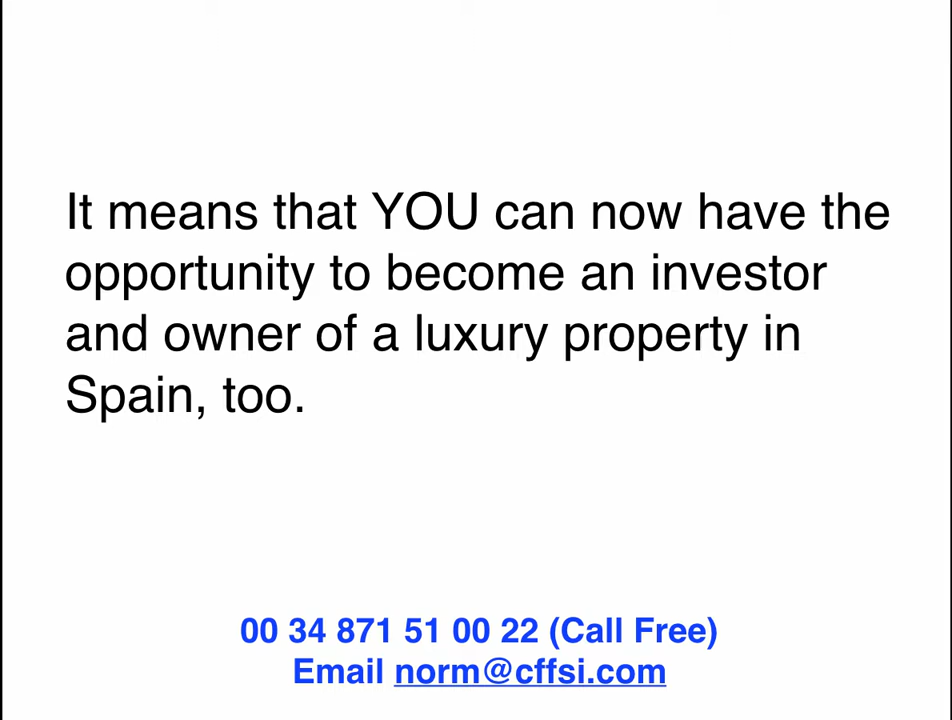 It means that YOU can now have the
opportunity to become an investor
and owner of a luxury property in
Spain, too.
00 34 871 51 00 22 (Call Free)
Email norm@cffsi.com